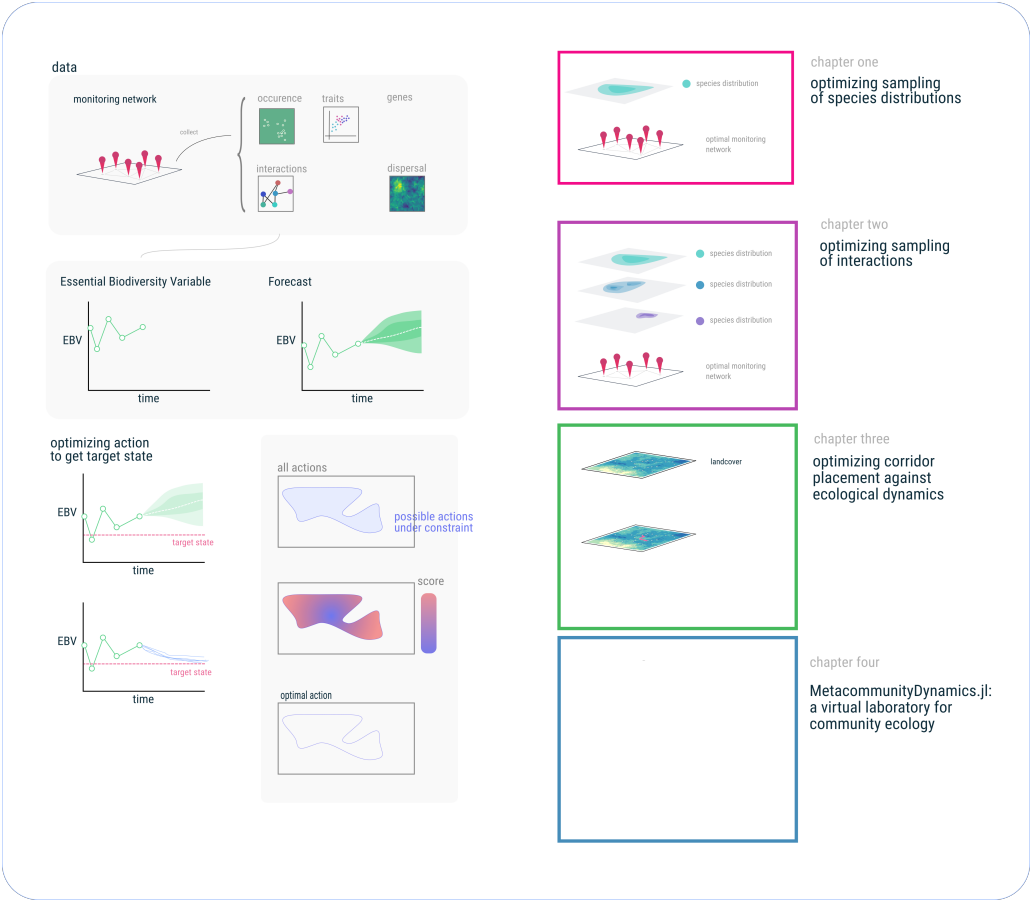 data
monitoring network
collect
occurence
traits
genes
interactions
dispersal
Essential Biodiversity Variable
Forecast
EBV
time
EBV
time
optimizing action
to get target state
EBV
target state
time
EBV
target state
time
all actions
possible actions
under constraint
score
optimal action
species distribution
optimal monitoring
network
chapter one
optimizing sampling
of species distributions
species distribution
species distribution
species distribution
optimal monitoring
network
chapter two
optimizing sampling
of interactions
landcover
chapter three
optimizing corridor
placement against
ecological dynamics
chapter four
MetacommunityDynamics.jl:
a virtual laboratory for
community ecology